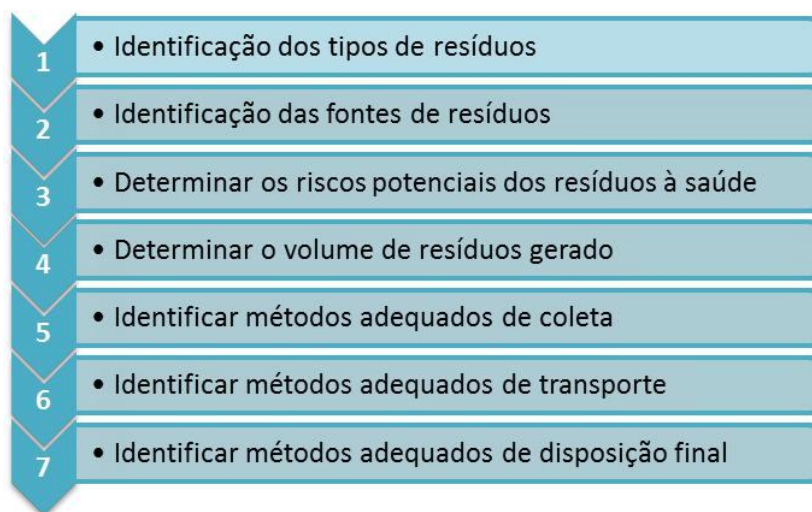 1 • Identificação dos tipos de resíduos
2 • Identificação das fontes de resíduos
3 • Determinar os riscos potenciais dos resíduos à saúde
4 • Determinar o volume de resíduos gerado
5 • Identificar métodos adequados de coleta
6 • Identificar métodos adequados de transporte
7 • Identificar métodos adequados de disposição final